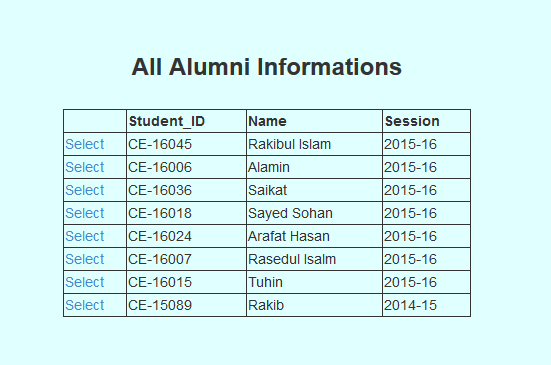 All Alumni Informations
Student_ID Name Session
Select CE-16045 Rakibul Islam 2015-16
Select CE-16006 Alamin 2015-16
Select CE-16036 Saikat 2015-16
Select CE-16018 Sayed Sohan 2015-16
Select CE-16024 Arafat Hasan 2015-16
Select CE-16007 Rasedul Isalm 2015-16
Select CE-16015 Tuhin 2015-16
Select CE-15089 Rakib 2014-15